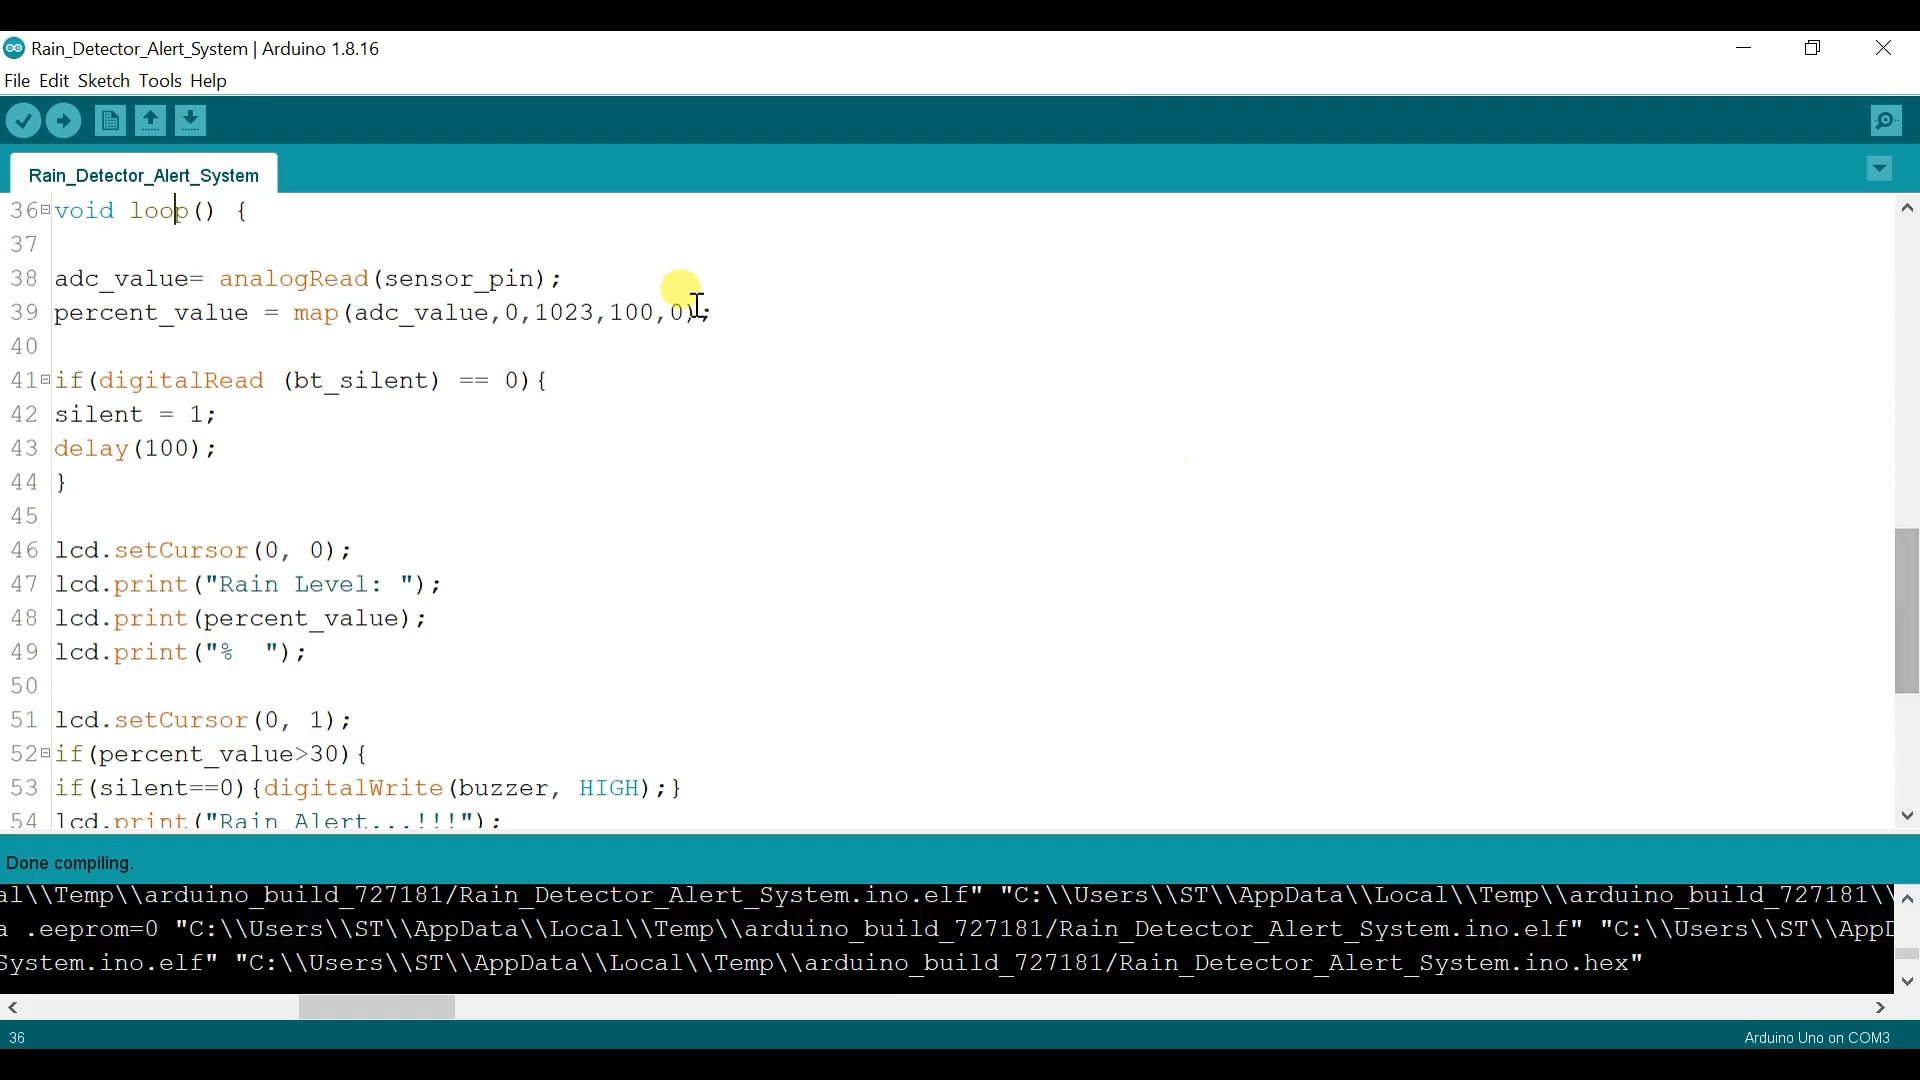 Rain_Detector_Alert_System | Arduino 1.8.16
File Edit Sketch Tools Help
Rain_Detector_Alert_System
36 void loop() {
37
38 adc_value= analogRead(sensor_pin);
39 percent_value = map(adc_value,0,1023,100,0);
40
41 if(digitalRead (bt_silent) == 0){
42 silent = 1;
43 delay(100);
44 }
45
46 lcd.setCursor(0, 0);
47 lcd.print("Rain Level: ");
48 lcd.print(percent_value);
49 lcd.print("%  ");
50
51 lcd.setCursor(0, 1);
52 if(percent_value>30){
53 if(silent==0){digitalWrite(buzzer, HIGH);}
54 lcd.print("Rain Alert...!!!");
Done compiling.
al\\Temp\\arduino_build_727181/Rain_Detector_Alert_System.ino.elf" "C:\\Users\\ST\\AppData\\Local\\Temp\\arduino_build_727181\\
a .eeprom=0 "C:\\Users\\ST\\AppData\\Local\\Temp\\arduino_build_727181/Rain_Detector_Alert_System.ino.elf" "C:\\Users\\ST\\AppD
System.ino.elf" "C:\\Users\\ST\\AppData\\Local\\Temp\\arduino_build_727181/Rain_Detector_Alert_System.ino.hex"
36
Arduino Uno on COM3